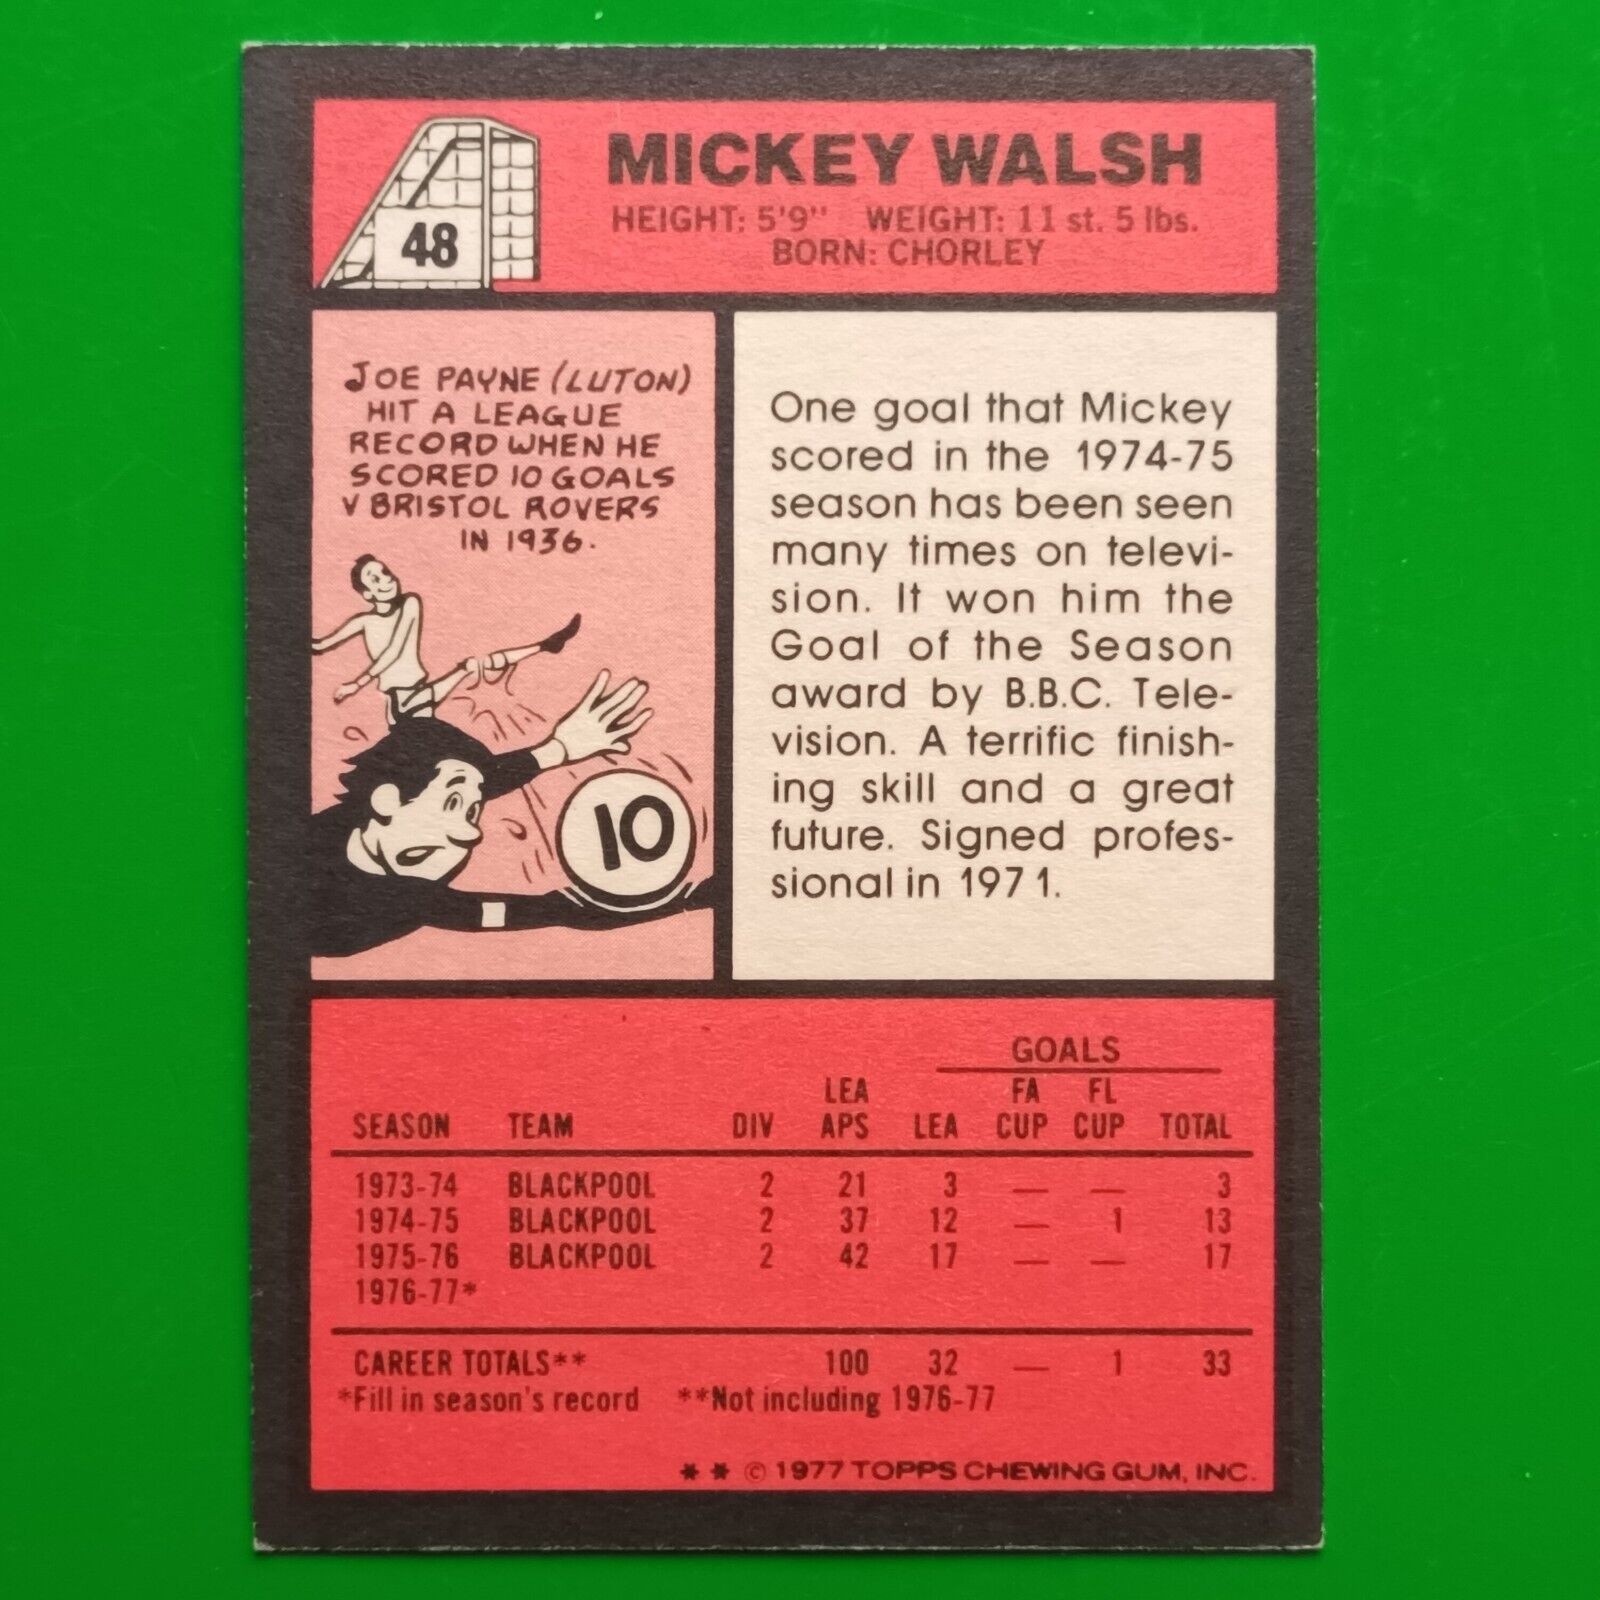 48
MICKEY WALSH
HEIGHT: 5'9" WEIGHT: 11 st. 5 lbs.
BORN: CHORLEY
JOE PAYNE (LUTON)
HIT A LEAGUE
RECORD WHEN HE
SCORED 10 GOALS
V BRISTOL ROVERS
IN 1936.
10
One goal that Mickey
scored in the 1974-75
season has been seen
many times on televi-
sion. It won him the
Goal of the Season
award by B.B.C. Tele-
vision. A terrific finish-
ing skill and a great
future. Signed profes-
sional in 1971.
GOALS
LEA FA FL
SEASON TEAM DIV APS LEA CUP CUP TOTAL
1973-74 BLACKPOOL 2 21 3 — — 3
1974-75 BLACKPOOL 2 37 12 — 1 13
1975-76 BLACKPOOL 2 42 17 — — 17
1976-77*
CAREER TOTALS** 100 32 — 1 33
*Fill in season's record **Not including 1976-77
* * © 1977 TOPPS CHEWING GUM, INC.